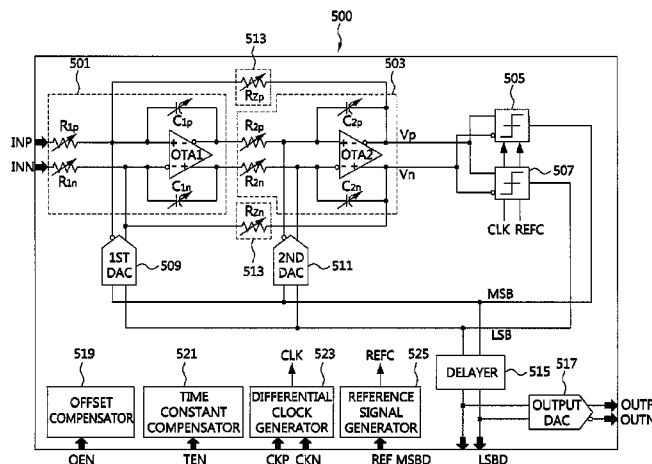 500
513
501
503
RZp
505
C1p
C2p
R1p
R2p
Vp
INP
OTA1
OTA2
INN
R1n
R2n
Vn
507
C1n
C2n
RZn
CLK REFC
1ST DAC
509
513
2ND DAC
511
MSB
LSB
519
521
CLK
523
REFC
525
515
DELAYER
517
OFFSET COMPENSATOR
TIME CONSTANT COMPENSATOR
DIFFERENTIAL CLOCK GENERATOR
REFERENCE SIGNAL GENERATOR
OUTPUT DAC
OUTP
OUTN
OEN
TEN
CKP
CKN
REF
MSBD
LSBD